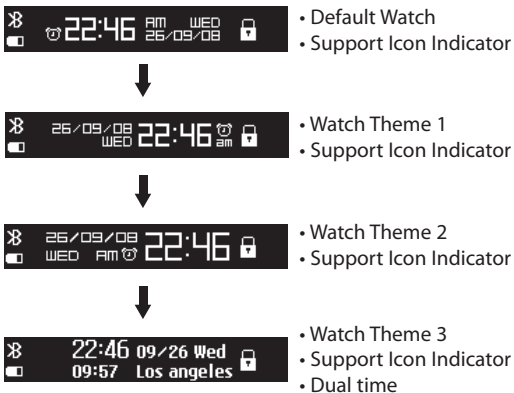 22:46 AM WED
26/09/08
• Default Watch
• Support Icon Indicator
26/09/08
WED 22:46 am
• Watch Theme 1
• Support Icon Indicator
26/09/08 22:46
WED AM
• Watch Theme 2
• Support Icon Indicator
22:46 09/26 Wed
09:57 Los angeles
• Watch Theme 3
• Support Icon Indicator
• Dual time